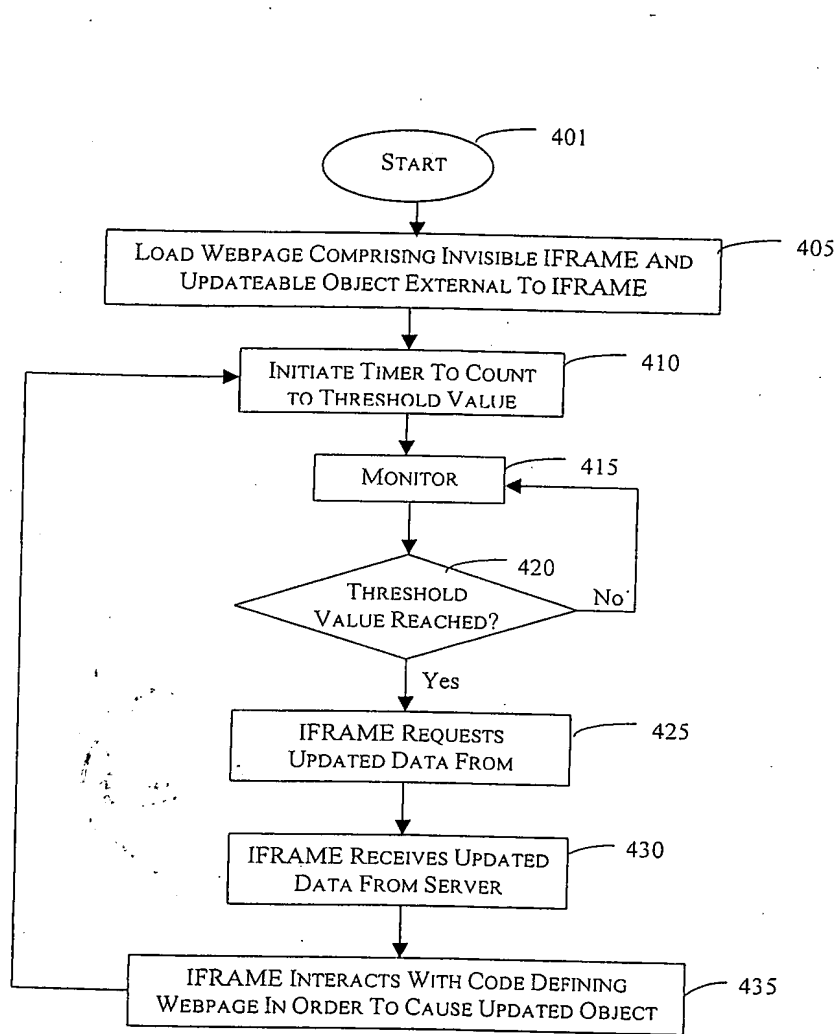 401
START
LOAD WEBPAGE COMPRISING INVISIBLE IFRAME AND
UPDATEABLE OBJECT EXTERNAL TO IFRAME
405
INITIATE TIMER TO COUNT
TO THRESHOLD VALUE
410
MONITOR
415
420
THRESHOLD
VALUE REACHED?
No
Yes
IFRAME REQUESTS
UPDATED DATA FROM
425
IFRAME RECEIVES UPDATED
DATA FROM SERVER
430
IFRAME INTERACTS WITH CODE DEFINING
WEBPAGE IN ORDER TO CAUSE UPDATED OBJECT
435